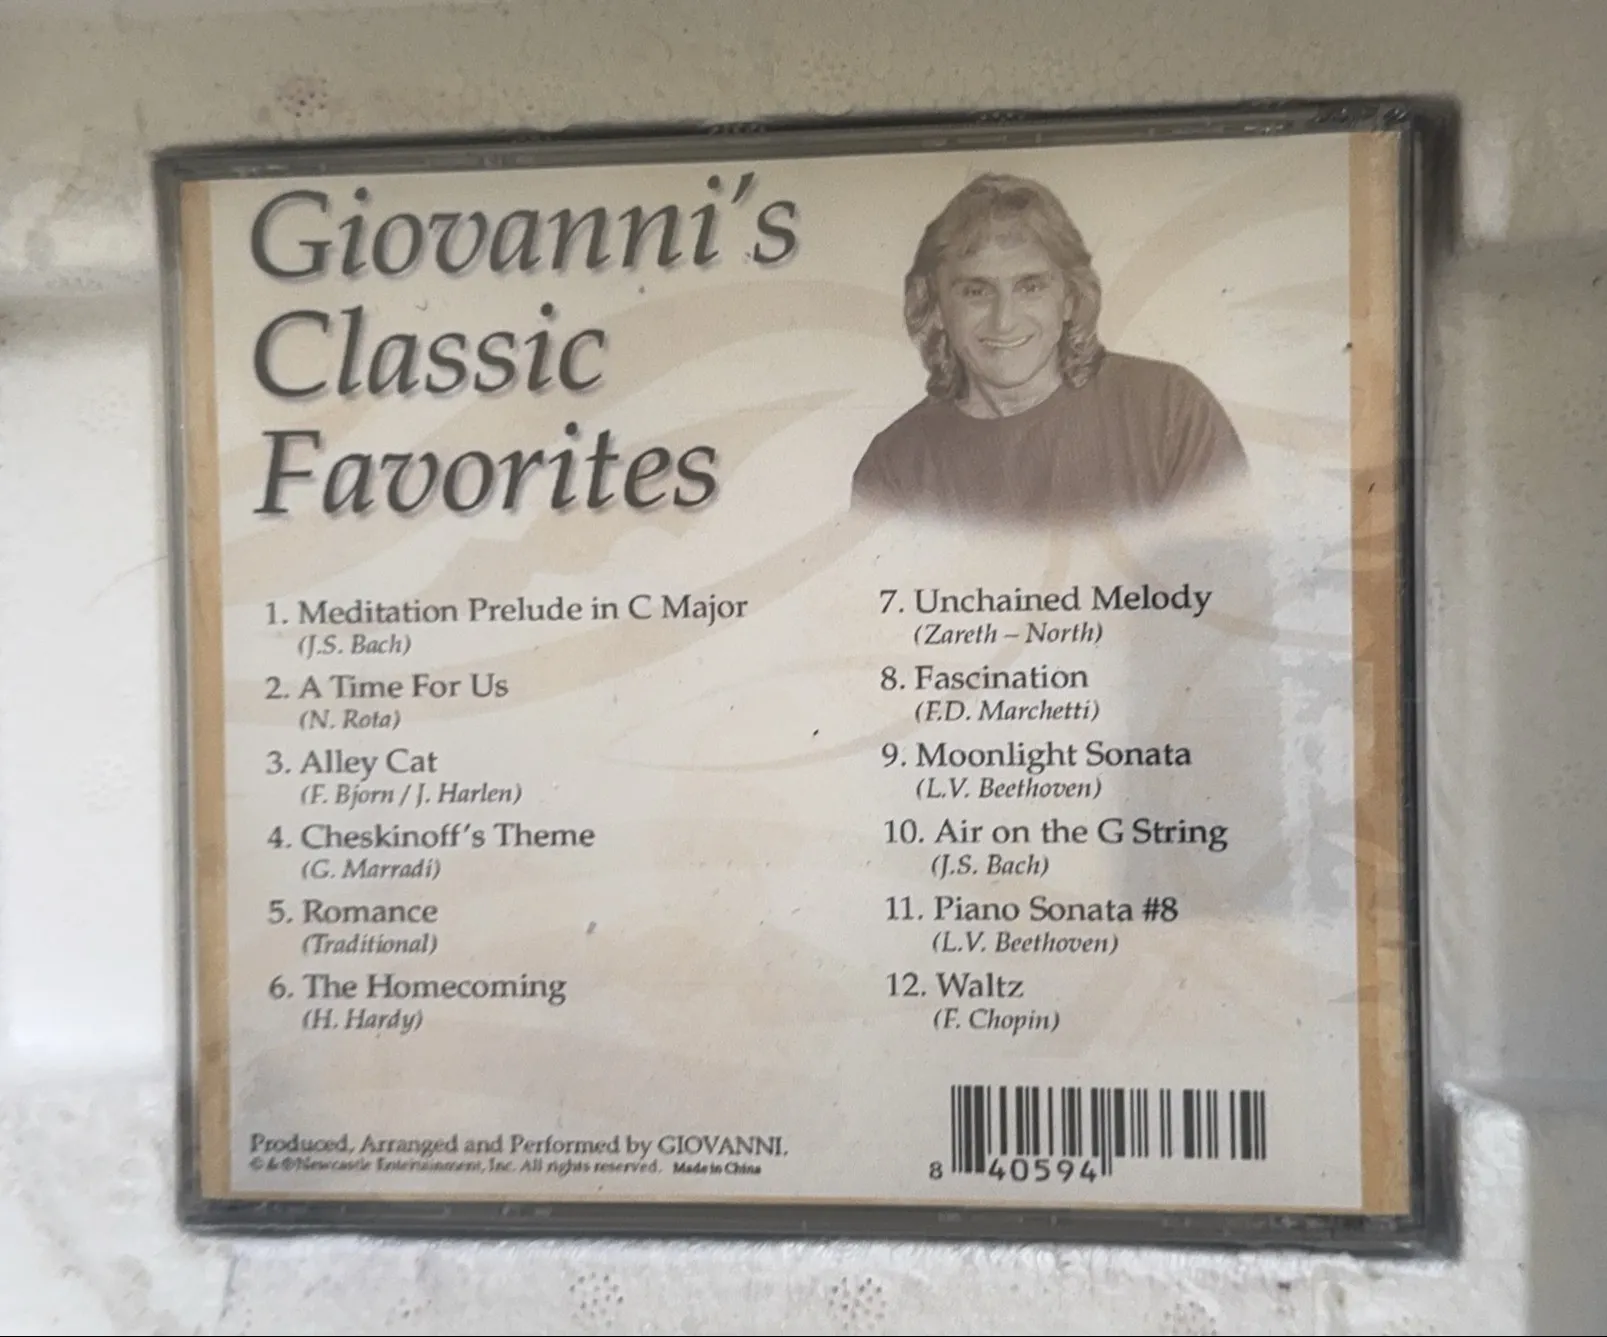 Giovanni's
Classic
Favorites
1. Meditation Prelude in C Major
(J.S. Bach)
2. A Time For Us
(N. Rota)
3. Alley Cat
(F. Bjorn / J. Harlen)
4. Cheskinoff's Theme
(G. Marradi)
5. Romance
(Traditional)
6. The Homecoming
(H. Hardy)
7. Unchained Melody
(Zareth – North)
8. Fascination
(F.D. Marchetti)
9. Moonlight Sonata
(L.V. Beethoven)
10. Air on the G String
(J.S. Bach)
11. Piano Sonata #8
(L.V. Beethoven)
12. Waltz
(F. Chopin)
Produced, Arranged and Performed by GIOVANNI.
© & ℗ Newcastle Entertainment, Inc. All rights reserved. Made in China
8 40594